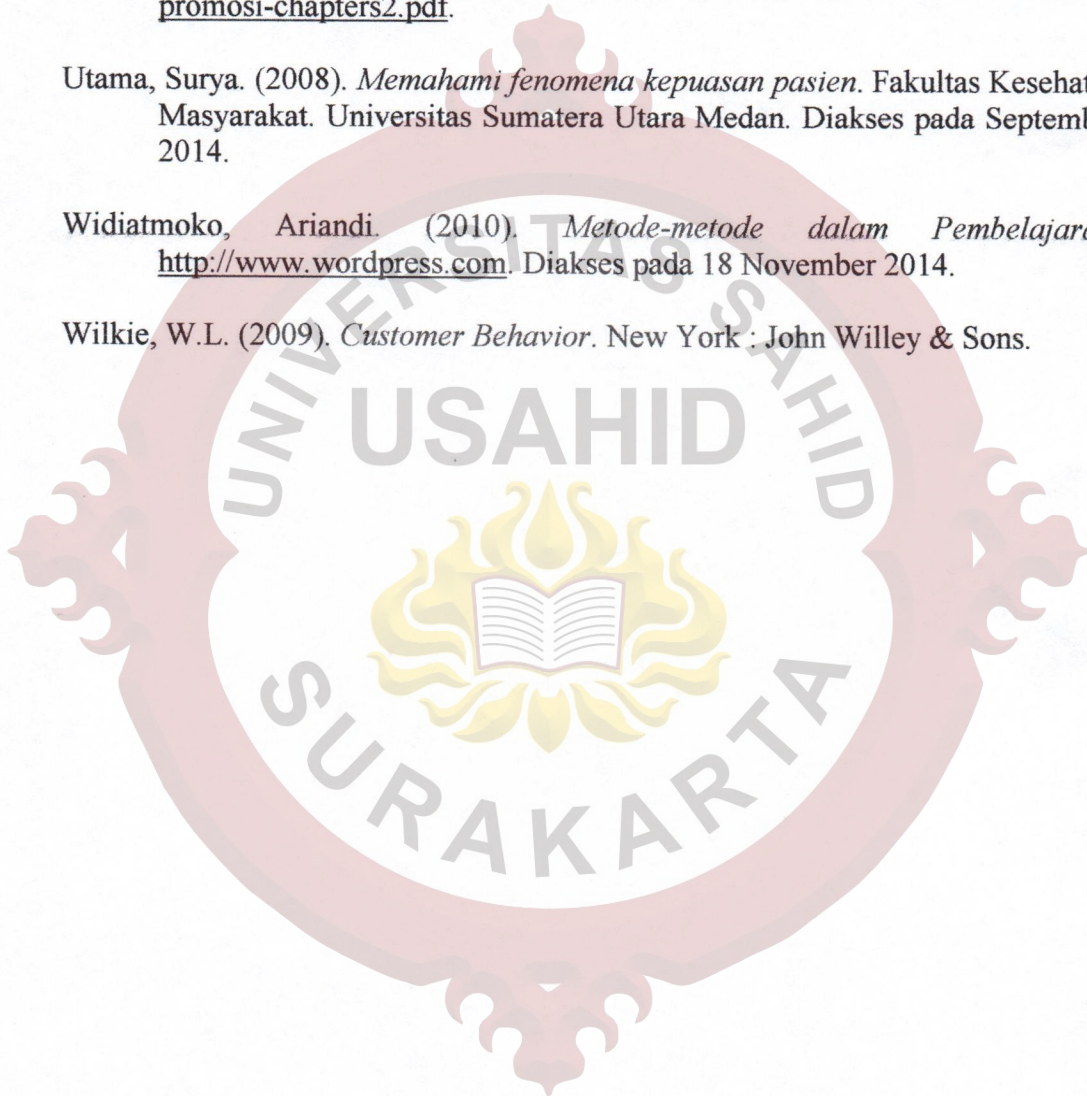 promosi-chapters2.pdf.
Utama, Surya. (2008). Memahami fenomena kepuasan pasien. Fakultas Kesehat
Masyarakat. Universitas Sumatera Utara Medan. Diakses pada Septemb
2014.
Widiatmoko, Ariandi. (2010). Metode-metode dalam Pembelajara
http://www.wordpress.com. Diakses pada 18 November 2014.
Wilkie, W.L. (2009). Customer Behavior. New York : John Willey & Sons.
UNIVERSITAS SAHID
USAHID
SURAKARTA